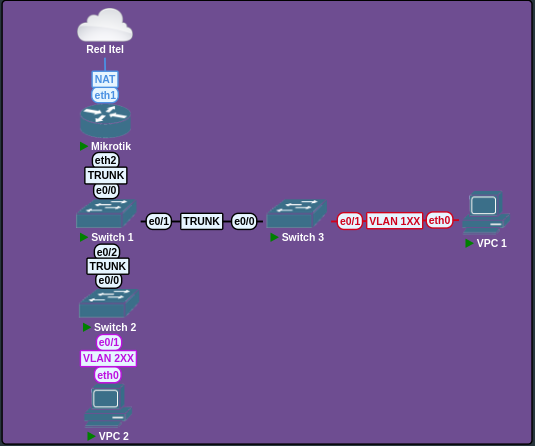 Red Itel
NAT
eth1
Mikrotik
eth2
TRUNK
e0/0
Switch 1
e0/1
TRUNK
e0/0
Switch 3
e0/1
VLAN 1XX
eth0
VPC 1
e0/2
TRUNK
e0/0
Switch 2
e0/1
VLAN 2XX
eth0
VPC 2